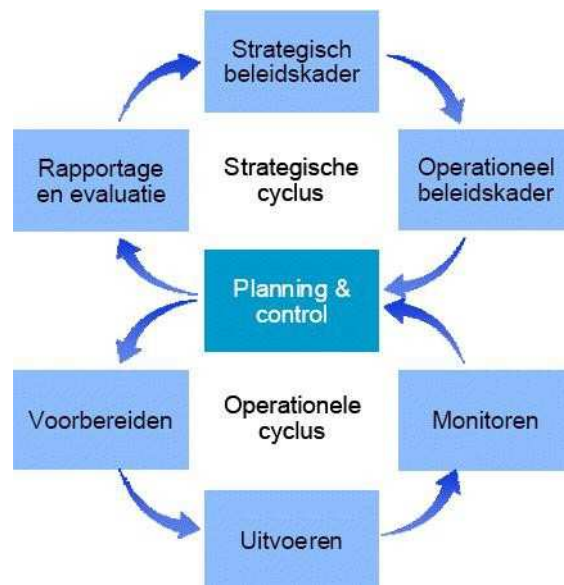 Strategisch
beleidskader
Rapportage
en evaluatie
Strategische
cyclus
Operationeel
beleidskader
Planning &
control
Voorbereiden
Operationele
cyclus
Monitoren
Uitvoeren